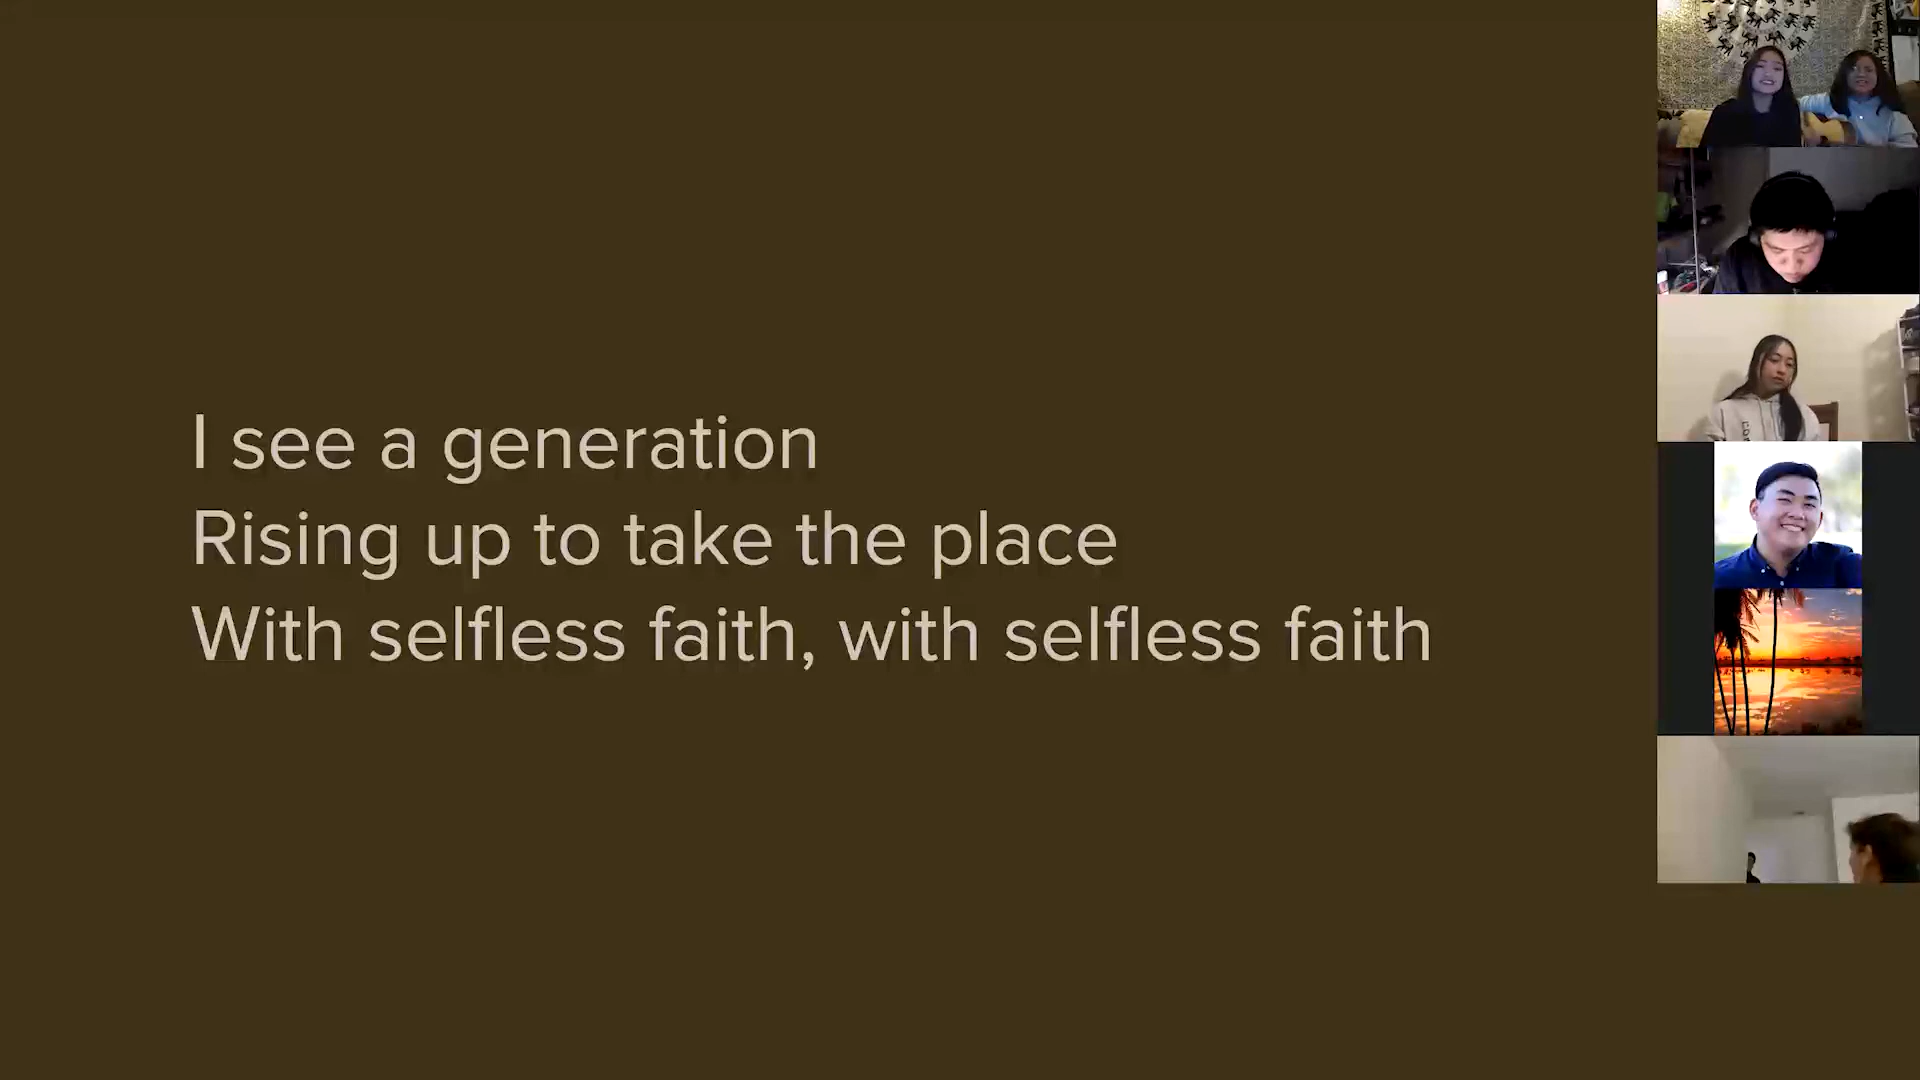 I see a generation
Rising up to take the place
With selfless faith, with selfless faith